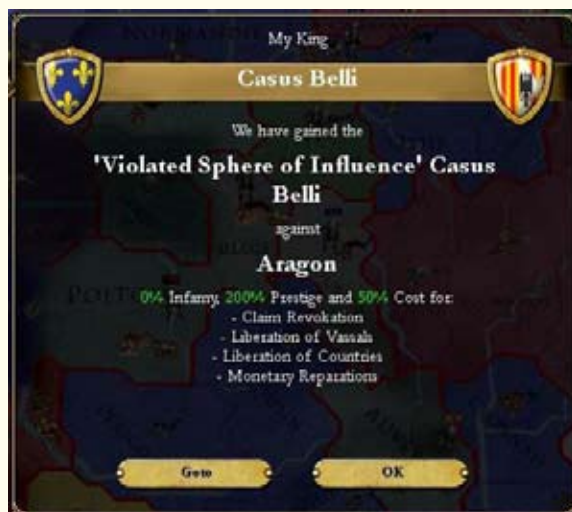 My King
Casus Belli
We have gained the
'Violated Sphere of Influence' Casus
Belli
against
Aragon
0% Infamy, 200% Prestige and 50% Cost for:
- Claim Revokation
- Liberation of Vassals
- Liberation of Countries
- Monetary Reparations
Goto
OK